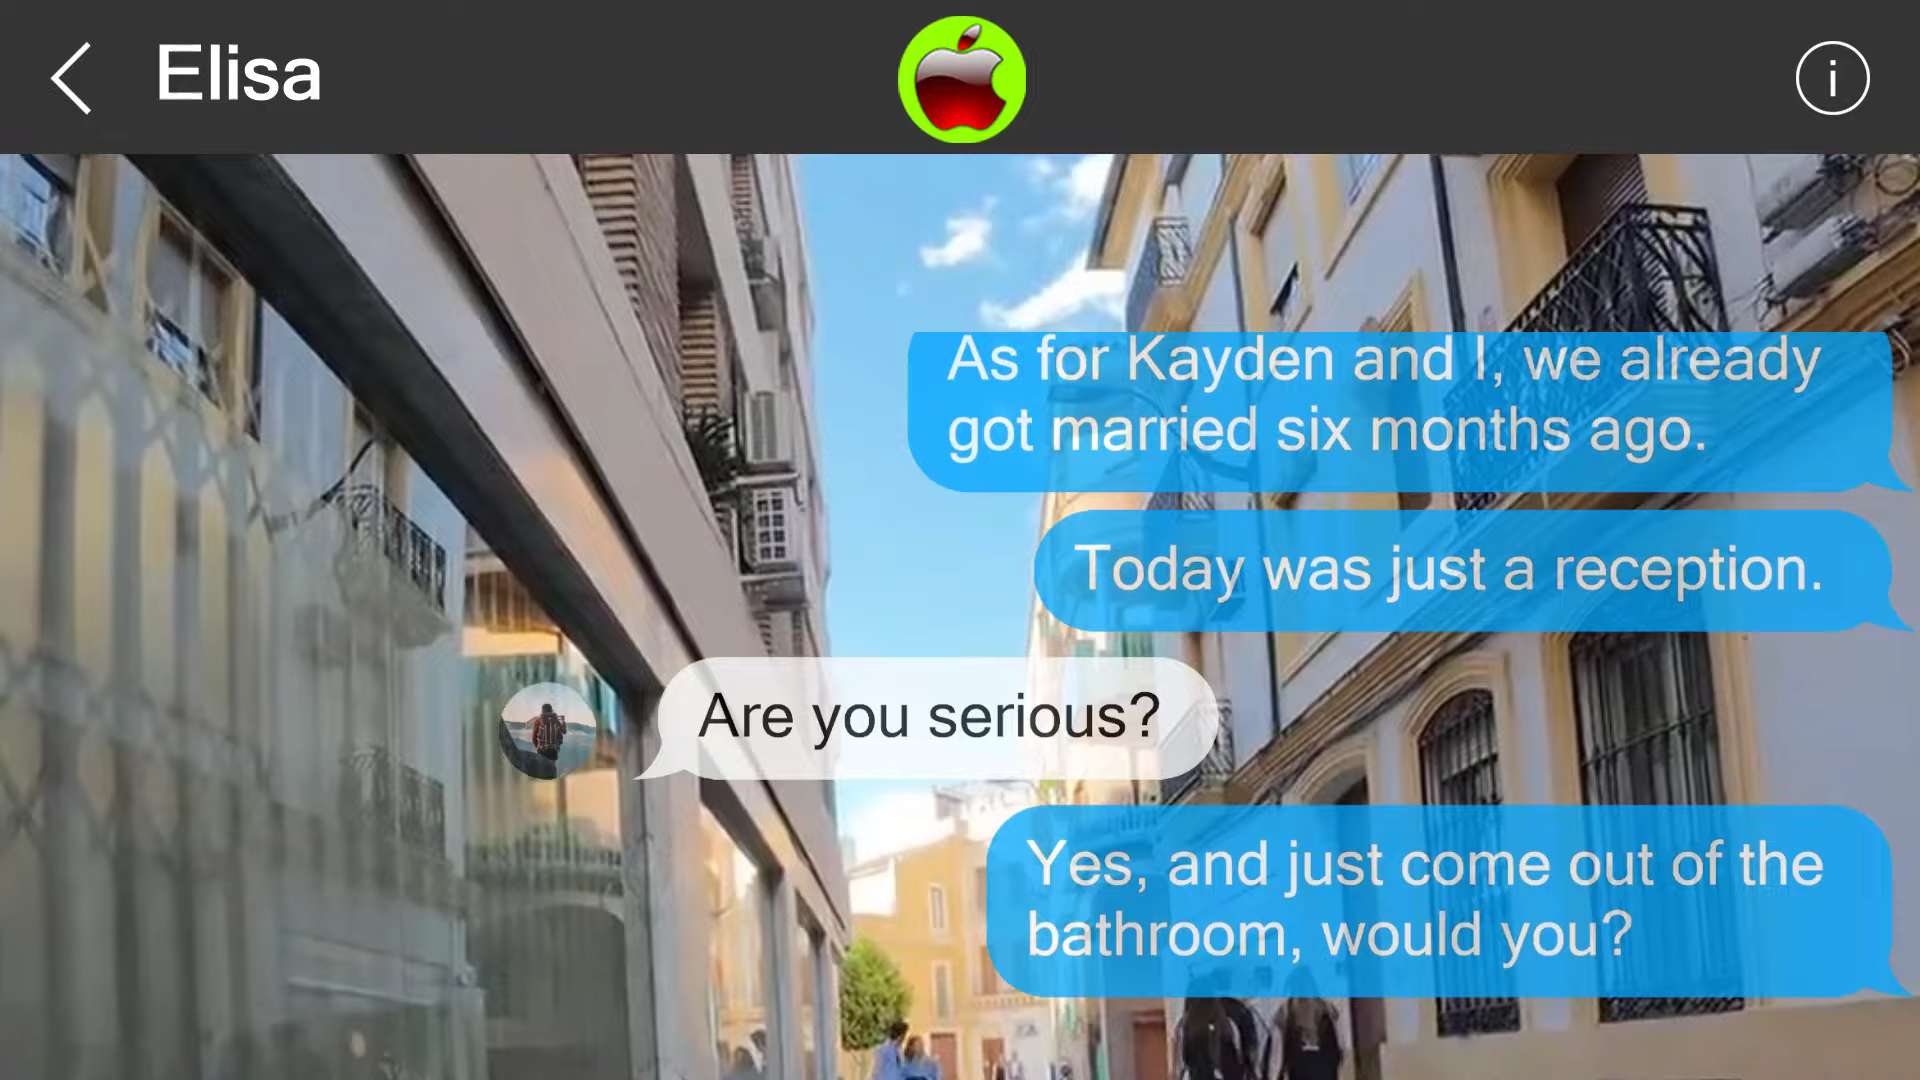 Elisa
i
As for Kayden and I, we already
got married six months ago.
Today was just a reception.
Are you serious?
Yes, and just come out of the
bathroom, would you?